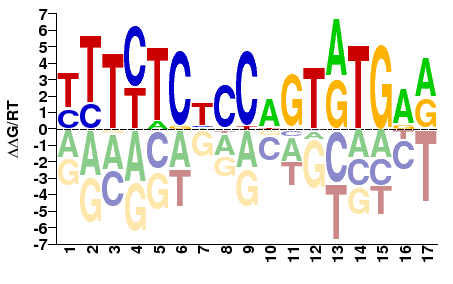 7
6
5
4
3
2
1
0
-1
-2
-3
-4
-5
-6
-7
ΔΔG/RT
T C A G
T C A G
T A C
C T A G
T A C G
C A T
T G
C A G
C A G
A C
G A T
T G
A G C T
T A C G
G A C T
A G T C
A G T
1 2 3 4 5 6 7 8 9 10 11 12 13 14 15 16 17